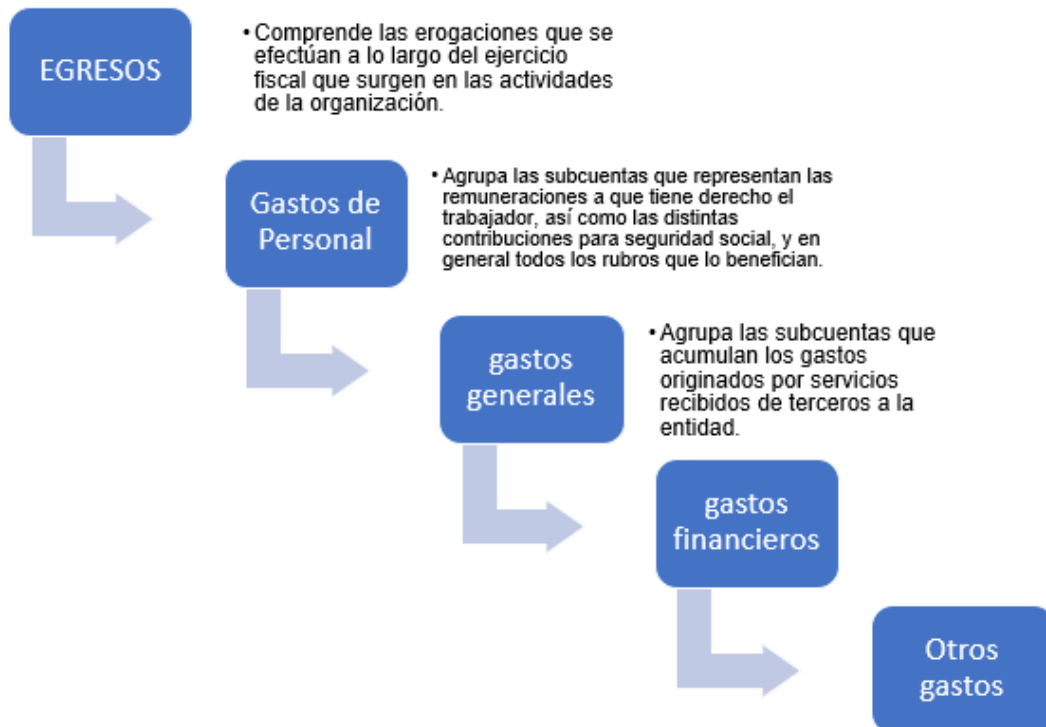 EGRESOS
• Comprende las erogaciones que se
efectúan a lo largo del ejercicio
fiscal que surgen en las actividades
de la organización.
Gastos de
Personal
• Agrupa las subcuentas que representan las
remuneraciones a que tiene derecho el
trabajador, así como las distintas
contribuciones para seguridad social, y en
general todos los rubros que lo benefician.
gastos
generales
• Agrupa las subcuentas que
acumulan los gastos
originados por servicios
recibidos de terceros a la
entidad.
gastos
financieros
Otros
gastos